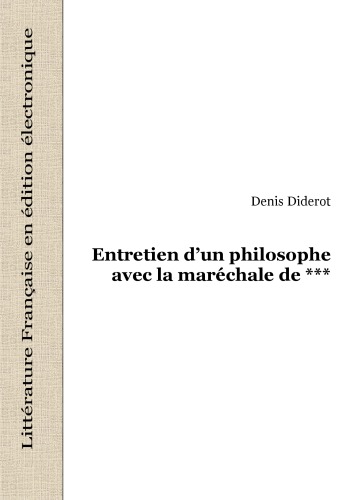 Littérature Française en édition électronique
Denis Diderot
Entretien d’un philosophe
avec la maréchale de ***